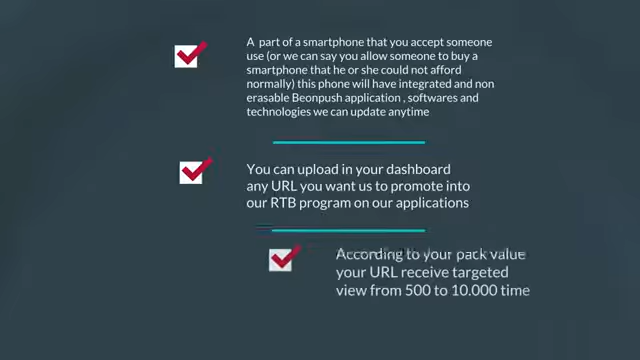 A part of a smartphone that you accept someone
use (or we can say you allow someone to buy a
smartphone that he or she could not afford
normally) this phone will have integrated and non
erasable Beonpush application , softwares and
technologies we can update anytime
You can upload in your dashboard
any URL you want us to promote into
our RTB program on our applications
According to your pack value
your URL receive targeted
view from 500 to 10.000 time